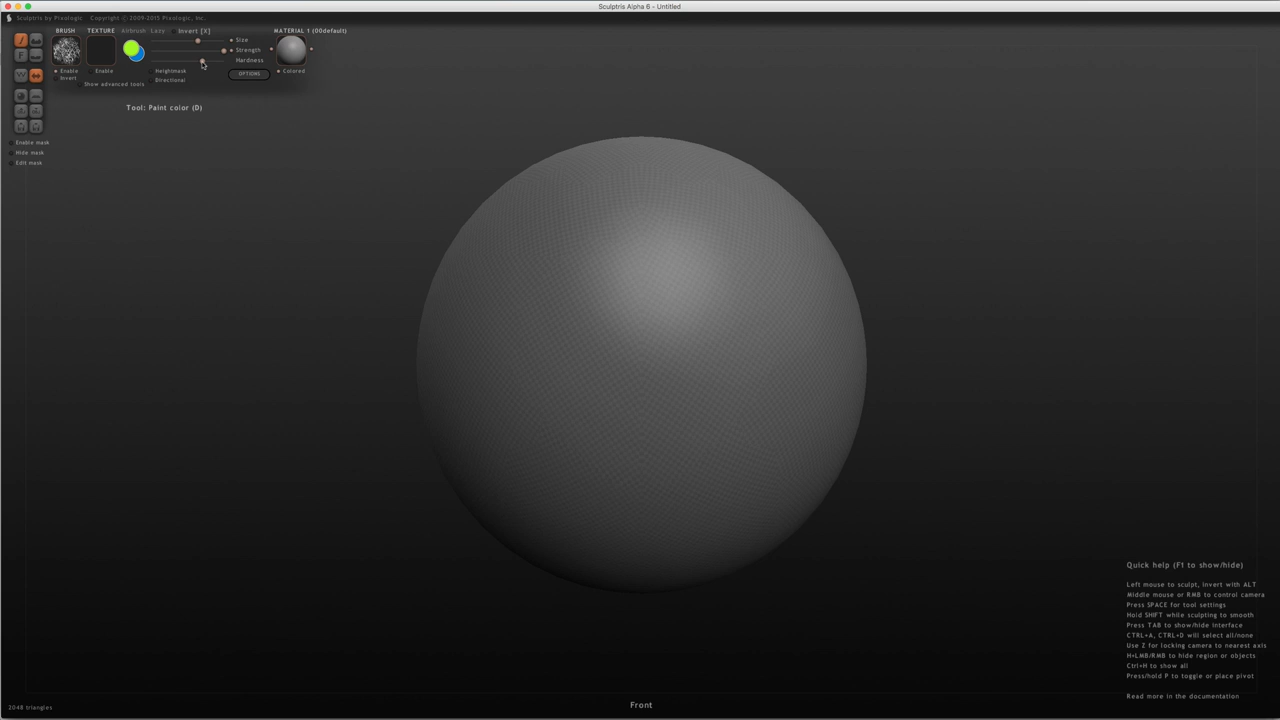 Sculptris Alpha 6 - Untitled
Sculptris by Pixologic Copyright ©2009-2015 Pixologic, Inc.
BRUSH TEXTURE Airbrush Lazy Invert [X] MATERIAL 1 (00default)
Size
Strength
Hardness
Enable Enable Heightmask OPTIONS Colored
Invert Directional
Show advanced tools
Tool: Paint color (D)
Enable mask
Hide mask
Edit mask
Quick help (F1 to show/hide)
Left mouse to sculpt, invert with ALT
Middle mouse or RMB to control camera
Press SPACE for tool settings
Hold SHIFT while sculpting to smooth
Press TAB to show/hide interface
CTRL+A, CTRL+D will select all/none
Use Z for locking camera to nearest axis
H+LMB/RMB to hide region or objects
Ctrl+H to show all
Press/hold P to toggle or place pivot
Read more in the documentation
2048 triangles
Front